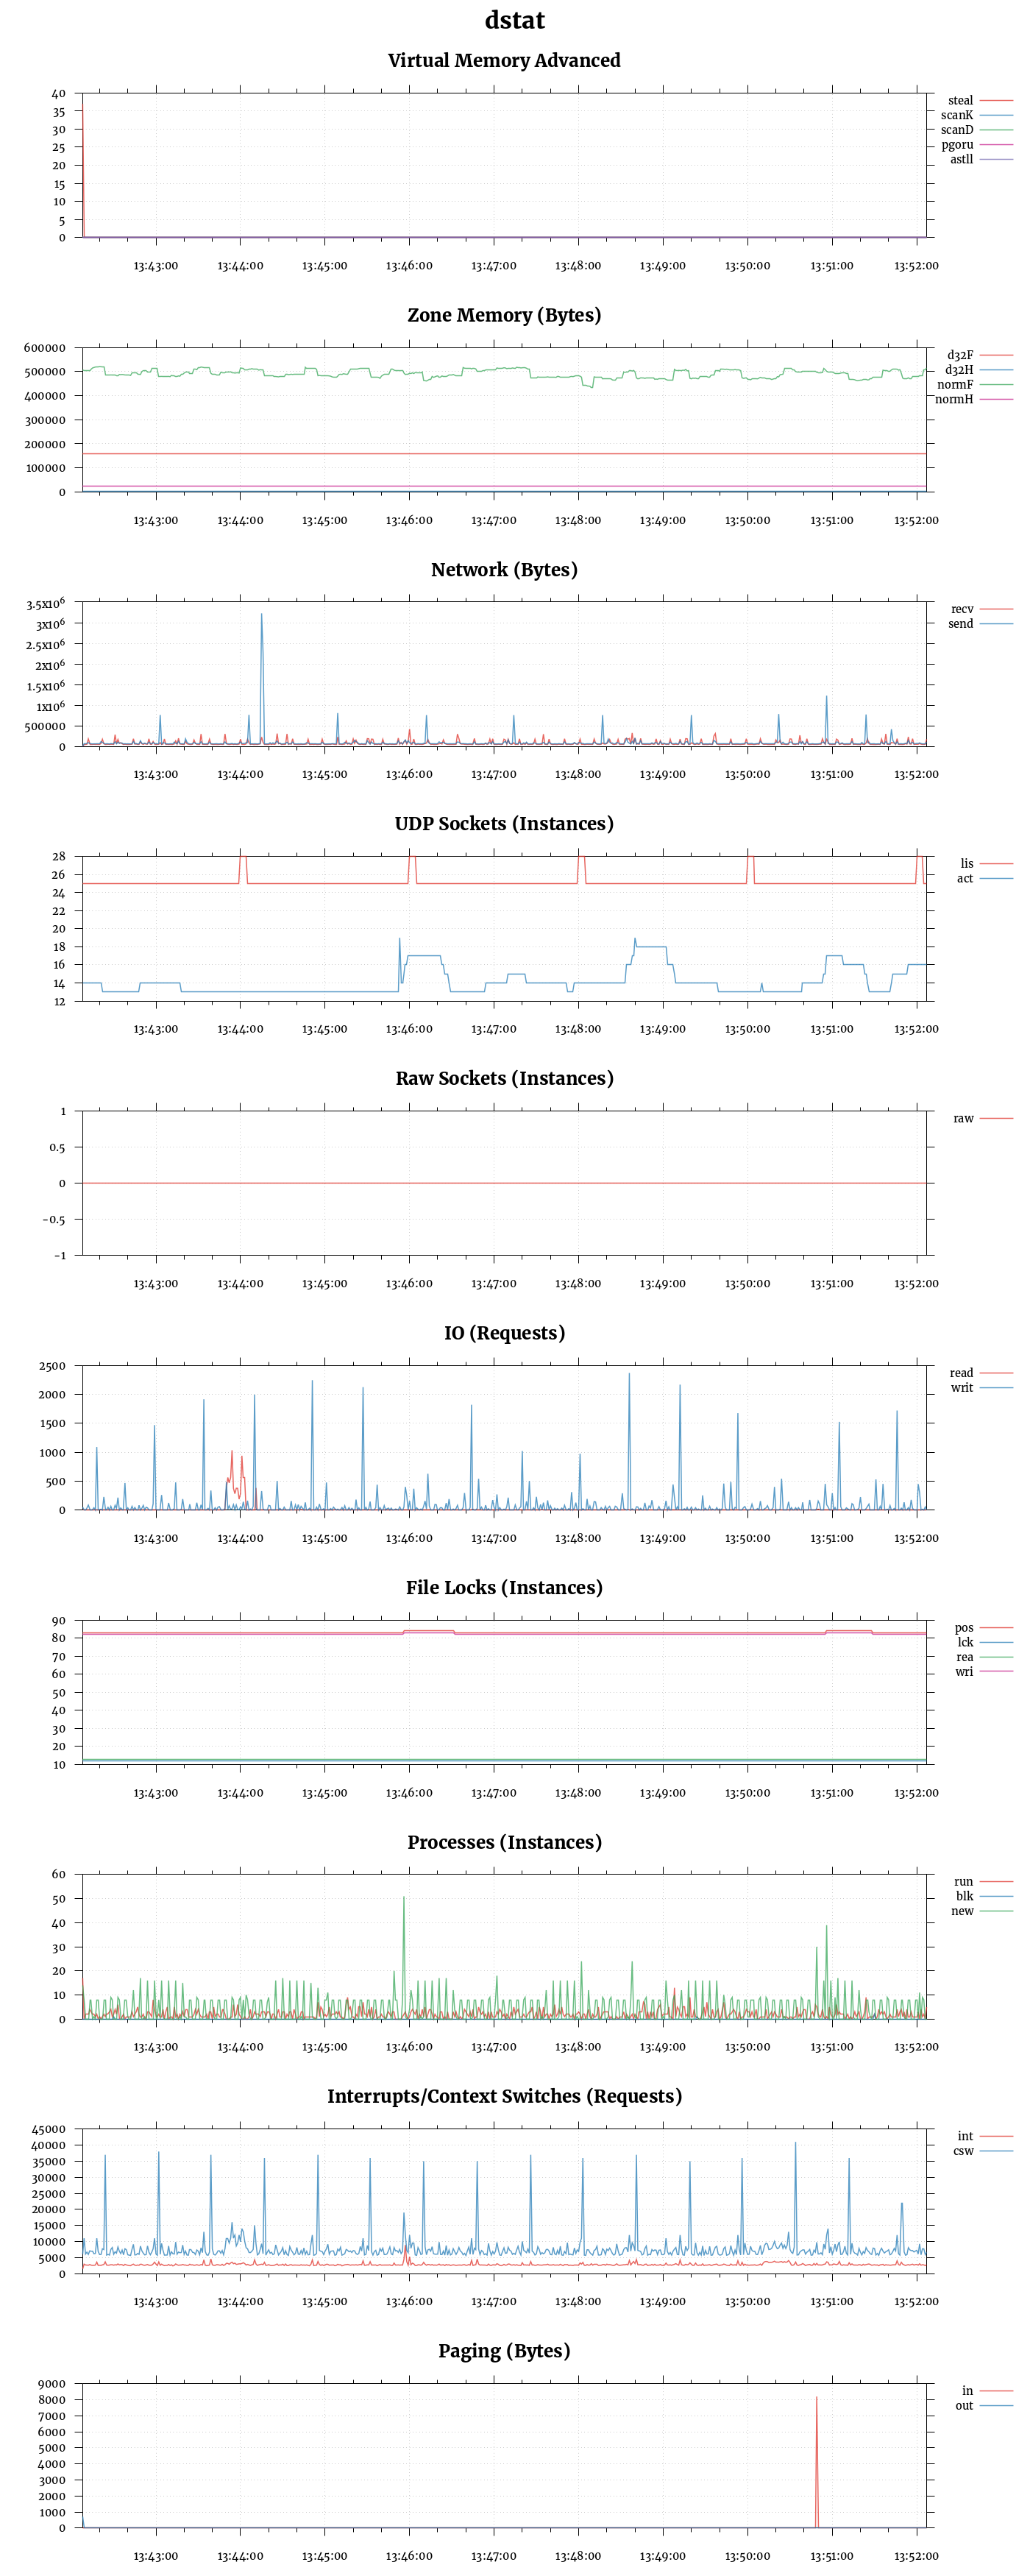 dstat
Virtual Memory Advanced
40
35
30
25
20
15
10
5
0
steal
scanK
scanD
pgoru
astll
13:43:00 13:44:00 13:45:00 13:46:00 13:47:00 13:48:00 13:49:00 13:50:00 13:51:00 13:52:00
Zone Memory (Bytes)
600000
500000
400000
300000
200000
100000
0
d32F
d32H
normF
normH
13:43:00 13:44:00 13:45:00 13:46:00 13:47:00 13:48:00 13:49:00 13:50:00 13:51:00 13:52:00
Network (Bytes)
3.5x10⁶
3x10⁶
2.5x10⁶
2x10⁶
1.5x10⁶
1x10⁶
500000
0
recv
send
13:43:00 13:44:00 13:45:00 13:46:00 13:47:00 13:48:00 13:49:00 13:50:00 13:51:00 13:52:00
UDP Sockets (Instances)
28
26
24
22
20
18
16
14
12
lis
act
13:43:00 13:44:00 13:45:00 13:46:00 13:47:00 13:48:00 13:49:00 13:50:00 13:51:00 13:52:00
Raw Sockets (Instances)
1
0.5
0
-0.5
-1
raw
13:43:00 13:44:00 13:45:00 13:46:00 13:47:00 13:48:00 13:49:00 13:50:00 13:51:00 13:52:00
IO (Requests)
2500
2000
1500
1000
500
0
read
writ
13:43:00 13:44:00 13:45:00 13:46:00 13:47:00 13:48:00 13:49:00 13:50:00 13:51:00 13:52:00
File Locks (Instances)
90
80
70
60
50
40
30
20
10
pos
lck
rea
wri
13:43:00 13:44:00 13:45:00 13:46:00 13:47:00 13:48:00 13:49:00 13:50:00 13:51:00 13:52:00
Processes (Instances)
60
50
40
30
20
10
0
run
blk
new
13:43:00 13:44:00 13:45:00 13:46:00 13:47:00 13:48:00 13:49:00 13:50:00 13:51:00 13:52:00
Interrupts/Context Switches (Requests)
45000
40000
35000
30000
25000
20000
15000
10000
5000
0
int
csw
13:43:00 13:44:00 13:45:00 13:46:00 13:47:00 13:48:00 13:49:00 13:50:00 13:51:00 13:52:00
Paging (Bytes)
9000
8000
7000
6000
5000
4000
3000
2000
1000
0
in
out
13:43:00 13:44:00 13:45:00 13:46:00 13:47:00 13:48:00 13:49:00 13:50:00 13:51:00 13:52:00